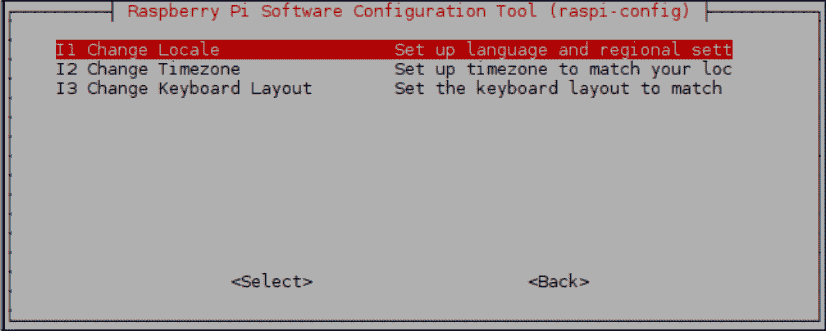 Raspberry Pi Software Configuration Tool (raspi-config)
I1 Change Locale Set up language and regional sett
I2 Change Timezone Set up timezone to match your loc
I3 Change Keyboard Layout Set the keyboard layout to match
<Select> <Back>